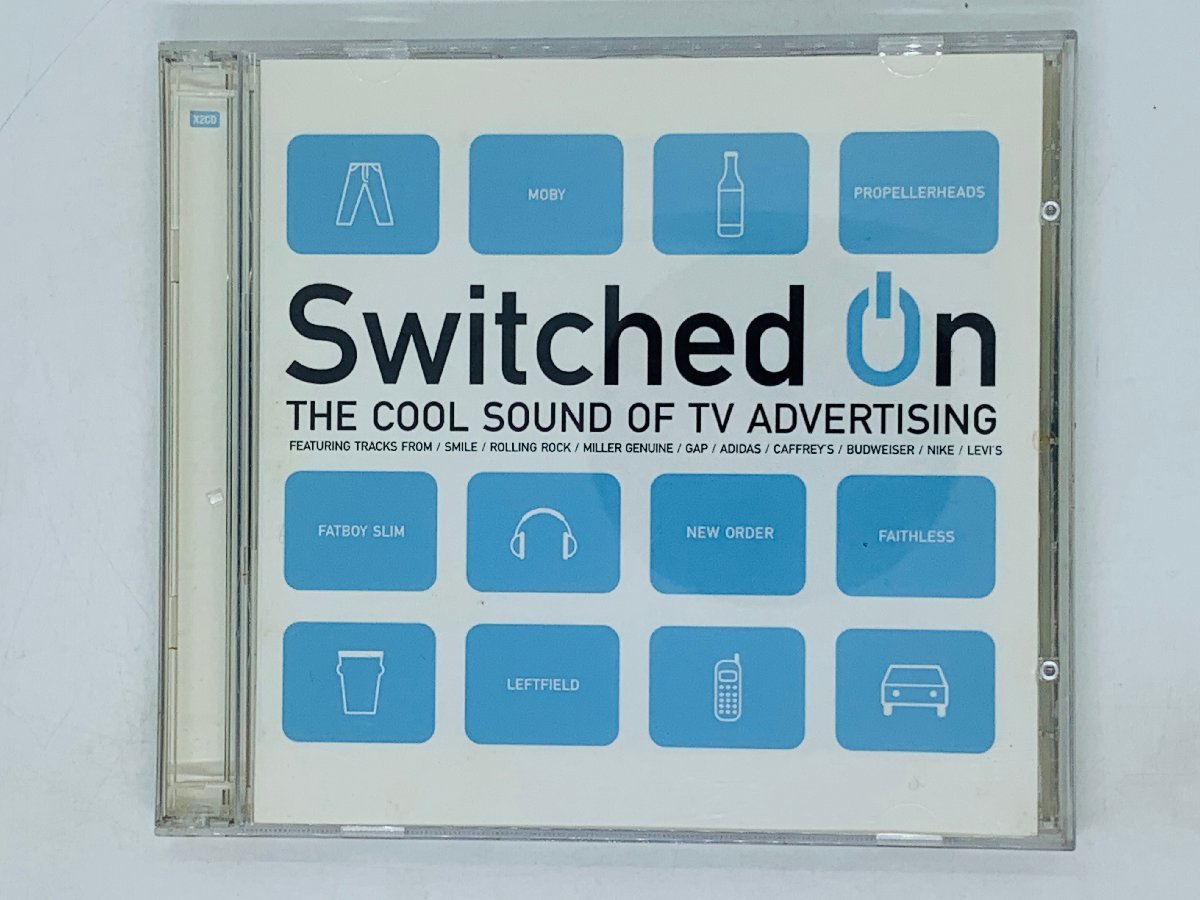 X2CD
MOBY
PROPELLERHEADS
Switched On
THE COOL SOUND OF TV ADVERTISING
FEATURING TRACKS FROM / SMILE / ROLLING ROCK / MILLER GENUINE / GAP / ADIDAS / CAFFREY'S / BUDWEISER / NIKE / LEVI'S
FATBOY SLIM
NEW ORDER
FAITHLESS
LEFTFIELD